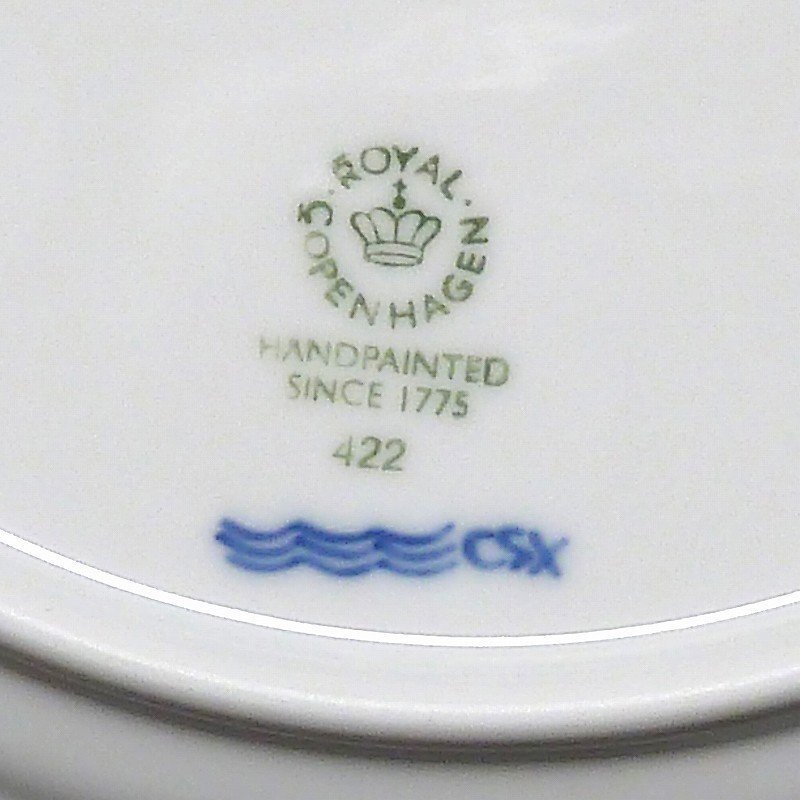 ROYAL COPENHAGEN
HANDPAINTED
SINCE 1775
422
CSX